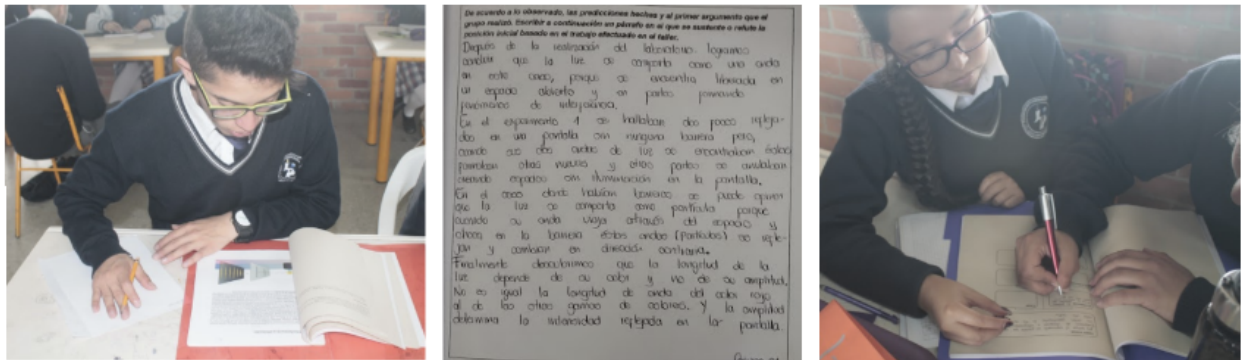 De acuerdo a lo observado, las predicciones hechas y el primer argumento que el
grupo realizó. Escribir a continuación un párrafo en el que se sustente o refute la
posición inicial basado en el trabajo efectuado en el taller.
Después de la realización del laboratorio. logramos
concluir que la luz se comporta como una onda
en este caso, porque se encuentra liberada en
un espacio abierto y en partes formando
fenómenos de interferencia.
En el experimento 1 se hallaban dos focos refleja-
dos en una pantalla sin ninguna barrera pero,
cuando sus dos ondas de luz se encontraban éstas
formaban otras nuevas y otras partes se anulaban
creando espacios sin iluminación en la pantalla.
En el caso donde habían barreras se puede opinar
que la luz se comporta como partícula porque
cuando su onda viaja através del espacio y
choca en la barrera éstas ondas (partículas) se refle-
jan y cambian en dirección contraria.
Finalmente descubrimos que la longitud de la
luz depende de su color y no de su amplitud.
No es igual la longitud de onda del color rojo
al de las otras gamas de colores. Y la amplitud
determina la intensidad reflejada en la pantalla.